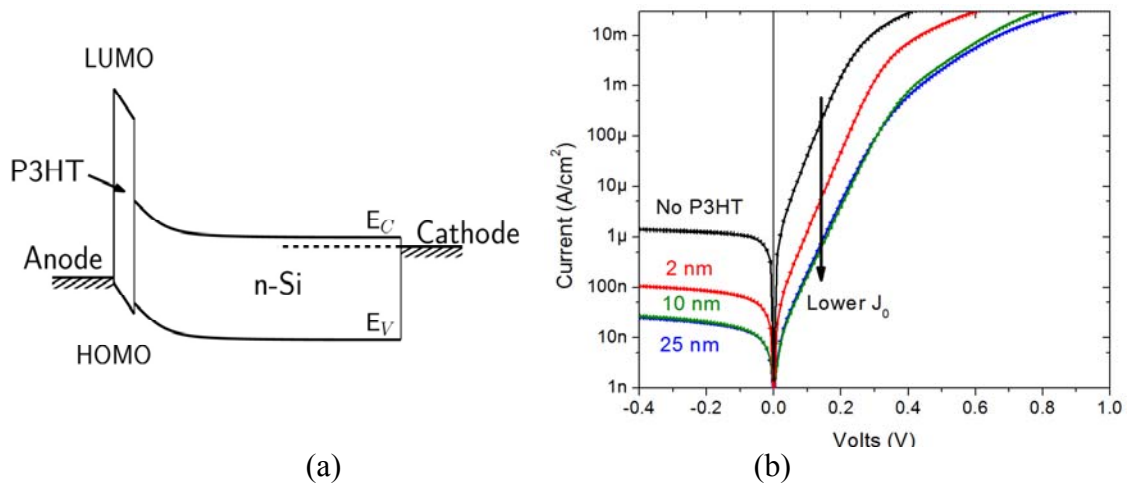 LUMO
P3HT
Anode
HOMO
n-Si
E_C
Cathode
E_V
(a)
Current (A/cm²)
10m
1m
100μ
10μ
1μ
100n
10n
1n
No P3HT
2 nm
10 nm
25 nm
Lower J₀
-0.4 -0.2 0.0 0.2 0.4 0.6 0.8 1.0
Volts (V)
(b)